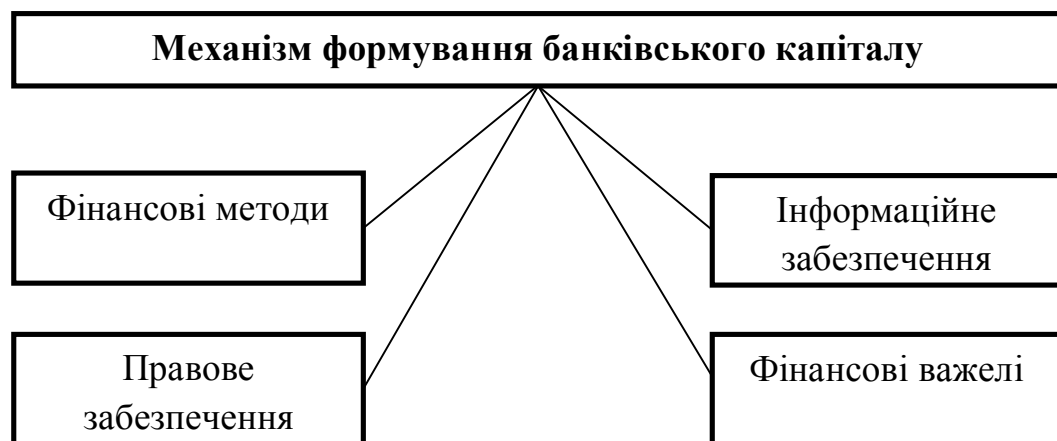 Механізм формування банківського капіталу
Фінансові методи
Інформаційне
забезпечення
Правове
забезпечення
Фінансові важелі